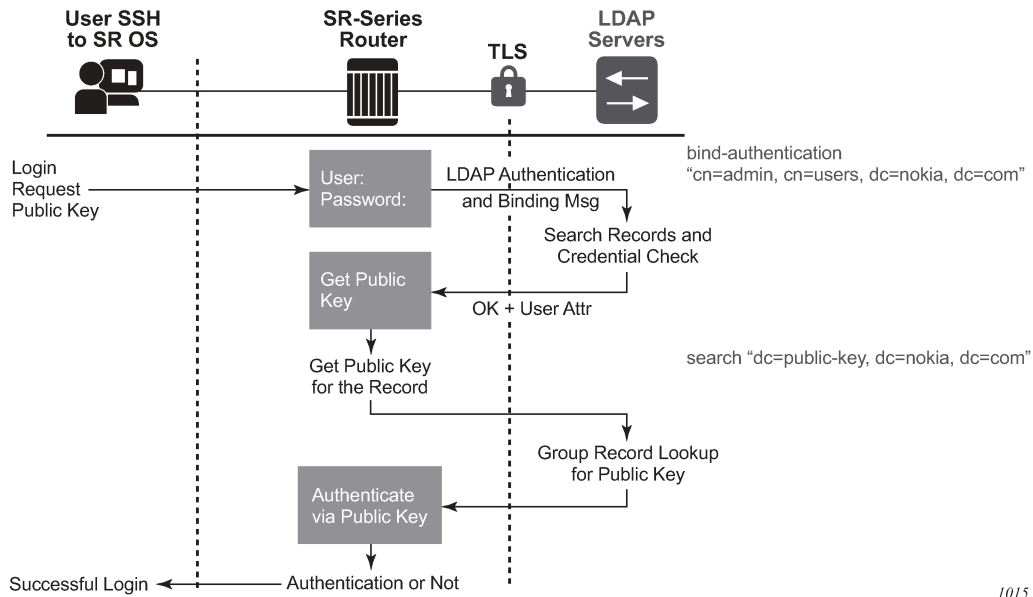 User SSH
to SR OS
SR-Series
Router
TLS
LDAP
Servers
Login
Request
Public Key
User:
Password:
LDAP Authentication
and Binding Msg
bind-authentication
“cn=admin, cn=users, dc=nokia, dc=com”
Search Records and
Credential Check
Get Public
Key
OK + User Attr
Get Public Key
for the Record
search “dc=public-key, dc=nokia, dc=com”
Group Record Lookup
for Public Key
Authenticate
via Public Key
Successful Login
Authentication or Not
1015